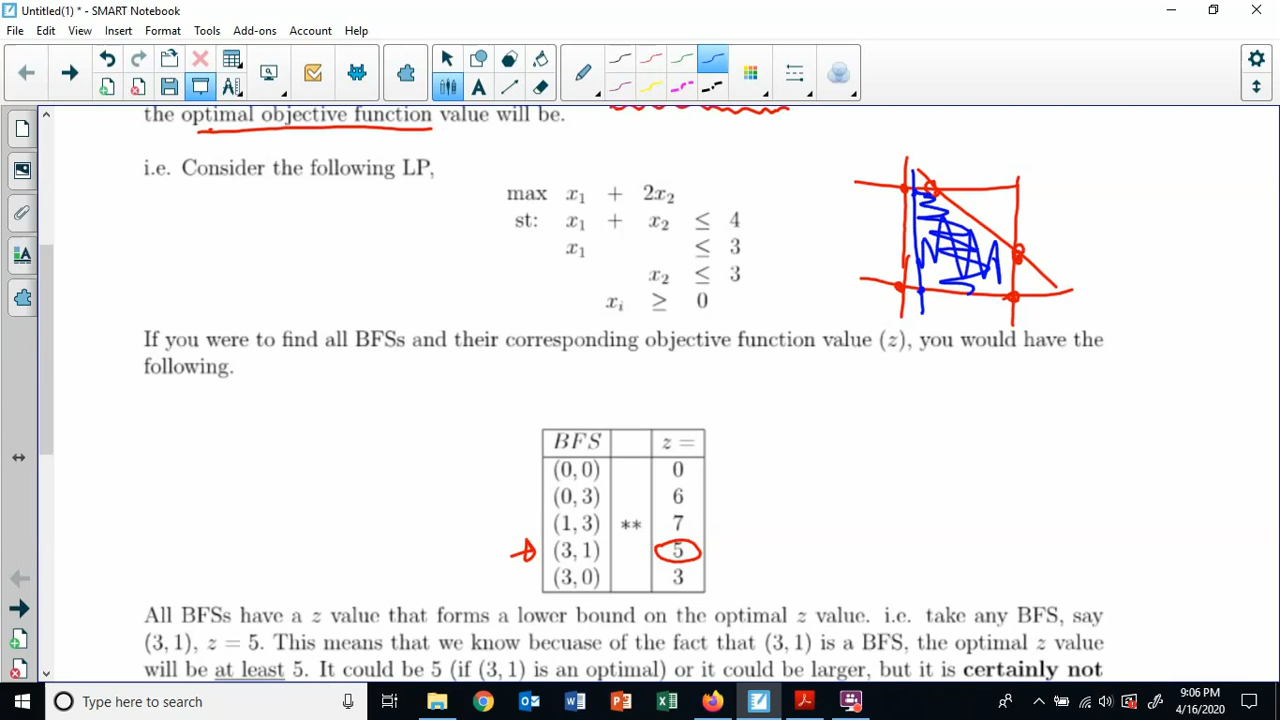 Untitled(1) * - SMART Notebook
File Edit View Insert Format Tools Add-ons Account Help
the optimal objective function value will be.
i.e. Consider the following LP,
max x₁ + 2x₂
st: x₁ + x₂ ≤ 4
x₁ ≤ 3
x₂ ≤ 3
xᵢ ≥ 0
If you were to find all BFSs and their corresponding objective function value (z), you would have the
following.
BFS z =
(0, 0) 0
(0, 3) 6
(1, 3) ** 7
(3, 1) 5
(3, 0) 3
All BFSs have a z value that forms a lower bound on the optimal z value. i.e. take any BFS, say
(3, 1), z = 5. This means that we know becuase of the fact that (3, 1) is a BFS, the optimal z value
will be at least 5. It could be 5 (if (3, 1) is an optimal) or it could be larger, but it is certainly not
Type here to search
9:06 PM
4/16/2020